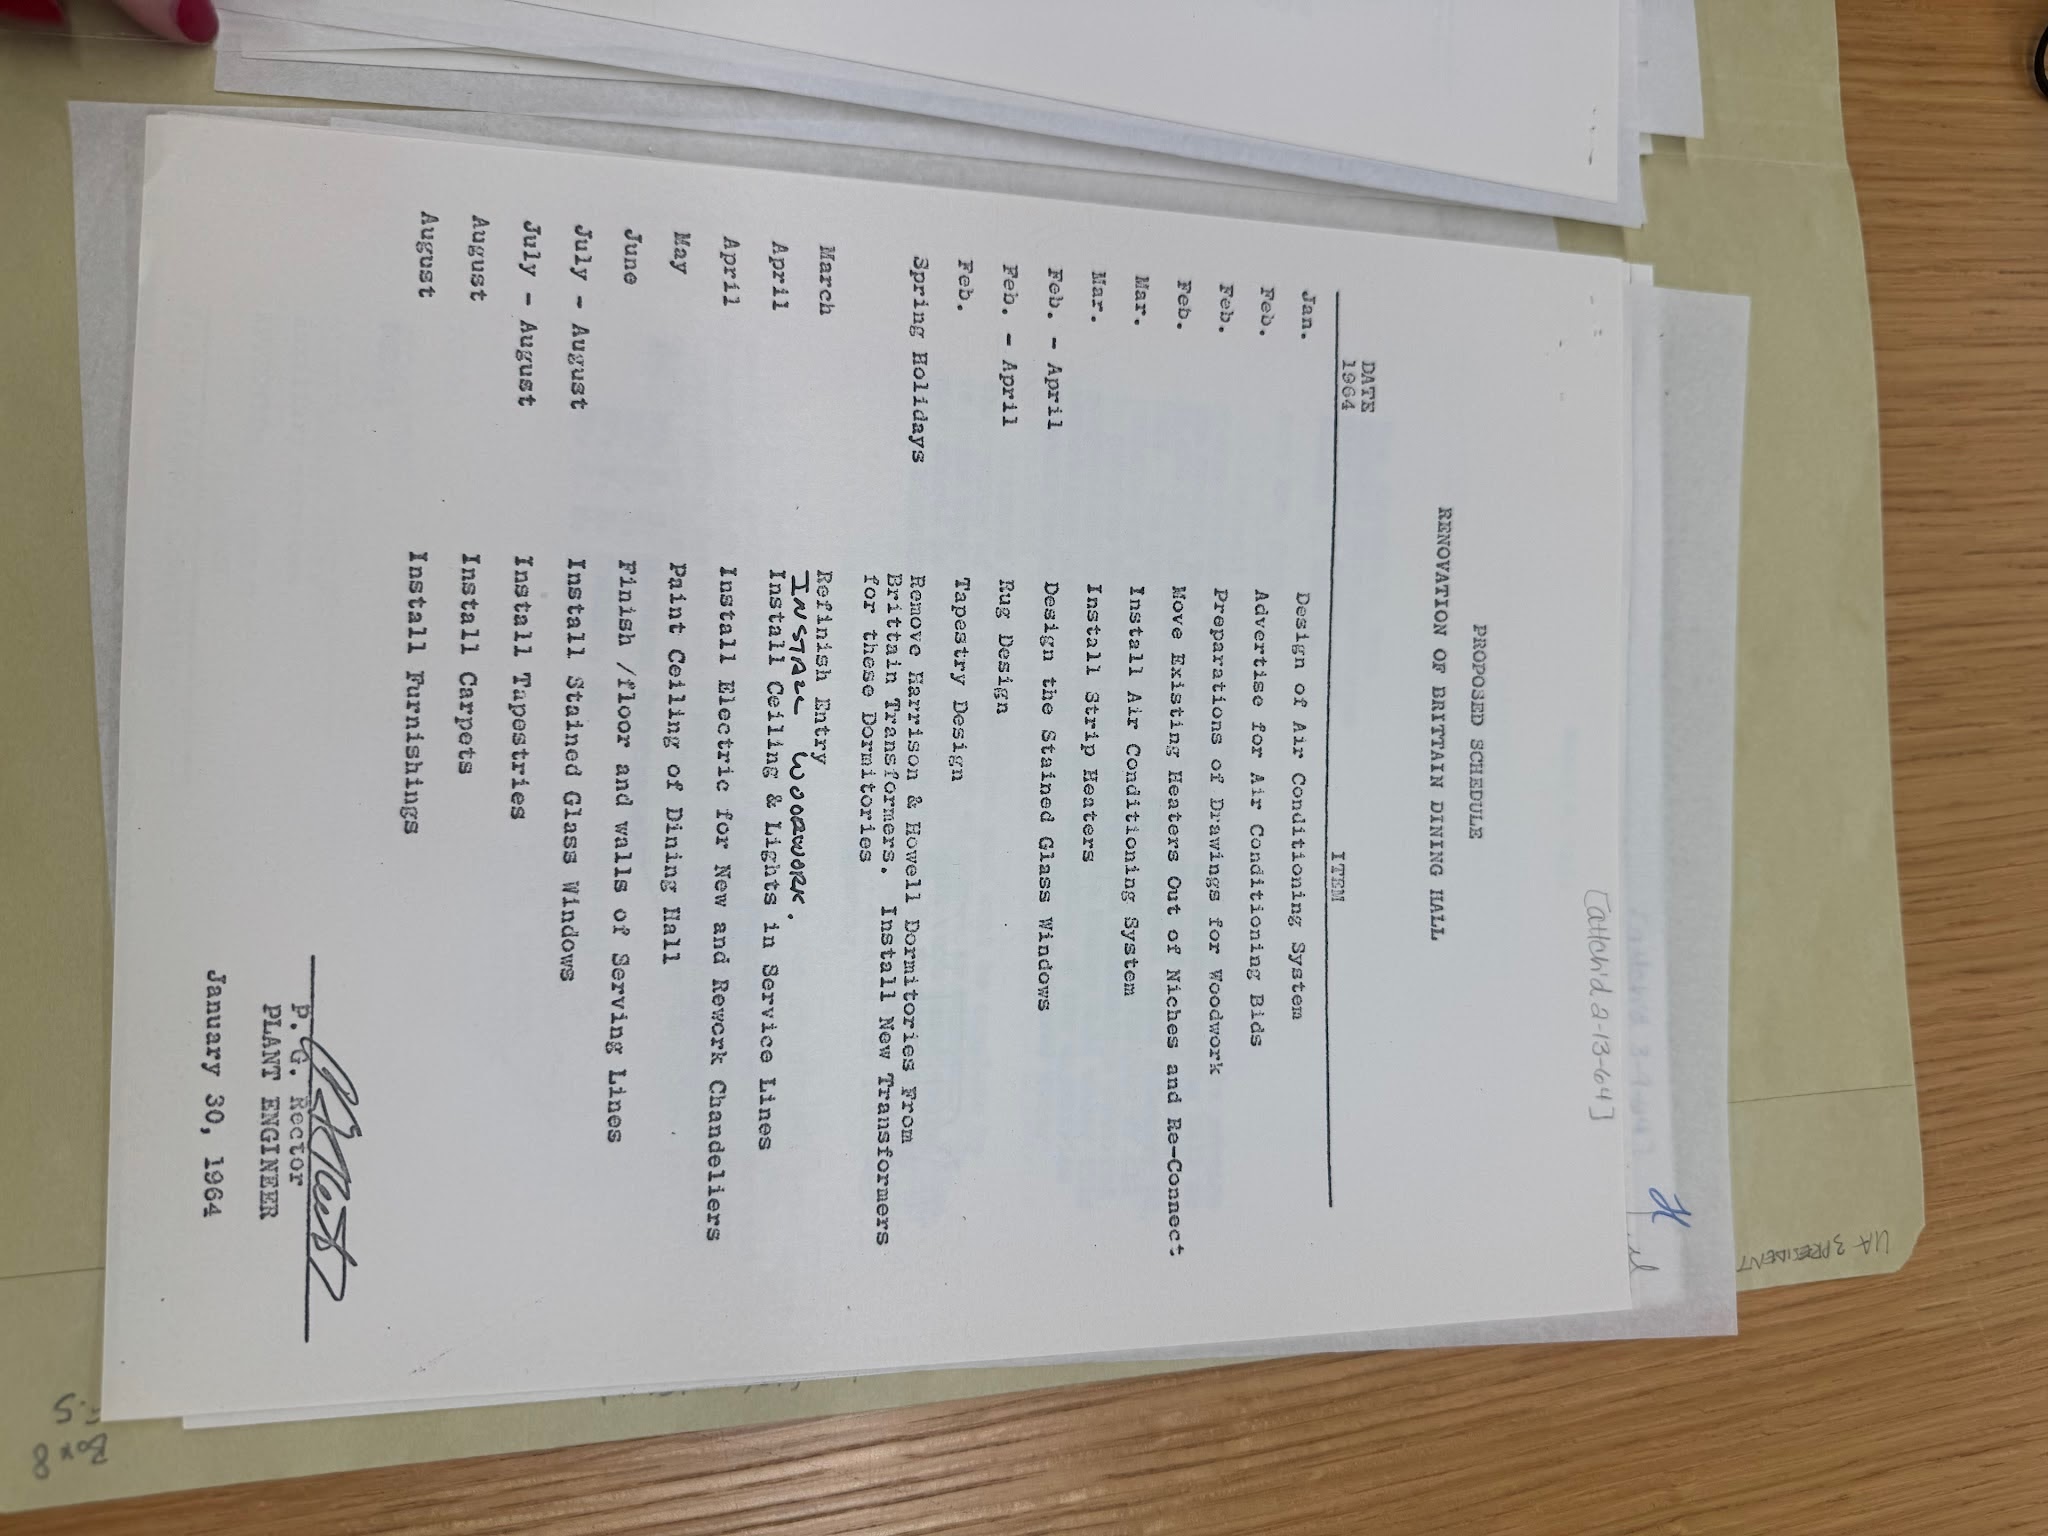 [attch'd 2-13-64]
PROPOSED SCHEDULE
RENOVATION OF BRITTAIN DINING HALL
DATE
1964 ITEM
Jan. Design of Air Conditioning System
Feb. Advertise for Air Conditioning Bids
Feb. Preparations of Drawings for Woodwork
Feb. Move Existing Heaters Out of Niches and Re-Connect
Mar. Install Air Conditioning System
Mar. Install Strip Heaters
Feb. - April Design the Stained Glass Windows
Feb. - April Rug Design
Feb. Tapestry Design
Spring Holidays Remove Harrison & Howell Dormitories From
Brittain Transformers. Install New Transformers
for these Dormitories
March Refinish Entry
INSTALL WOODWORK.
April Install Ceiling & Lights in Service Lines
April Install Electric for New and Rework Chandeliers
May Paint Ceiling of Dining Hall
June Finish /floor and walls of Serving Lines
July - August Install Stained Glass Windows
July - August Install Tapestries
August Install Carpets
August Install Furnishings
P. G. Rector
PLANT ENGINEER
January 30, 1964
UA 3 PRESIDENT
Box 8